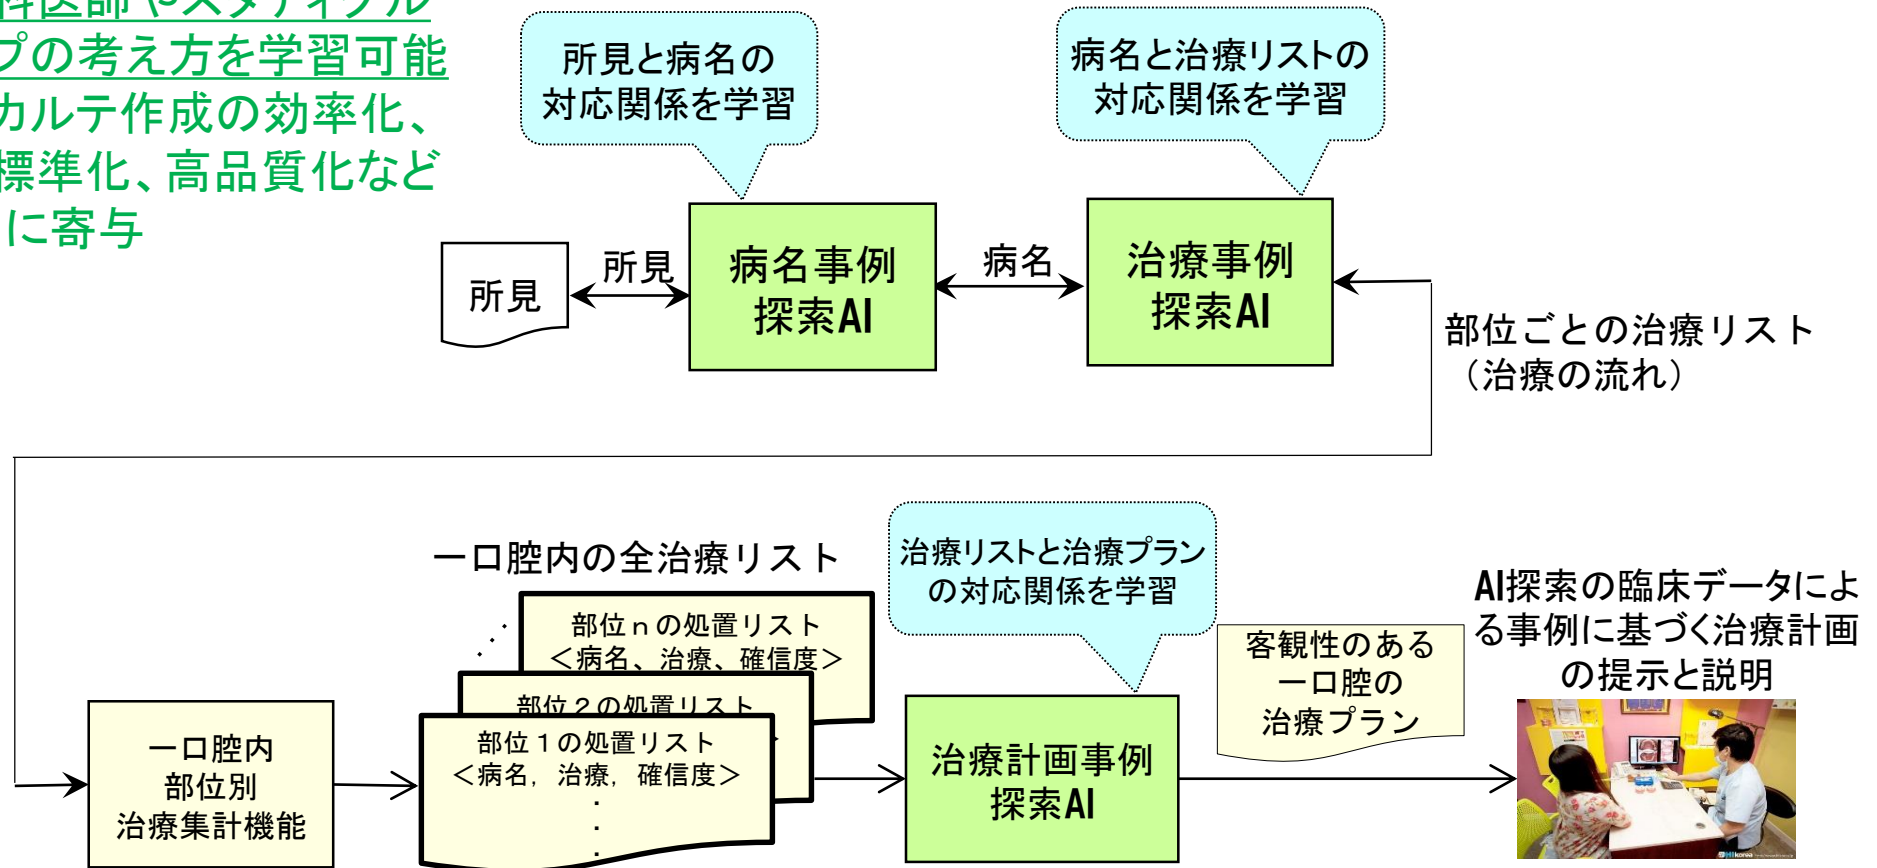 科医師やスタディグル
プの考え方を学習可能
カルテ作成の効率化、
標準化、高品質化など
に寄与
所見と病名の
対応関係を学習
病名と治療リストの
対応関係を学習
所見
所見
病名事例
探索AI
病名
治療事例
探索AI
部位ごとの治療リスト
（治療の流れ）
一口腔内の全治療リスト
治療リストと治療プラン
の対応関係を学習
部位ｎの処置リスト
＜病名、治療、確信度＞
部位２の処置リスト
部位１の処置リスト
＜病名，治療，確信度＞
一口腔内
部位別
治療集計機能
治療計画事例
探索AI
客観性のある
一口腔の
治療プラン
AI探索の臨床データによ
る事例に基づく治療計画
の提示と説明